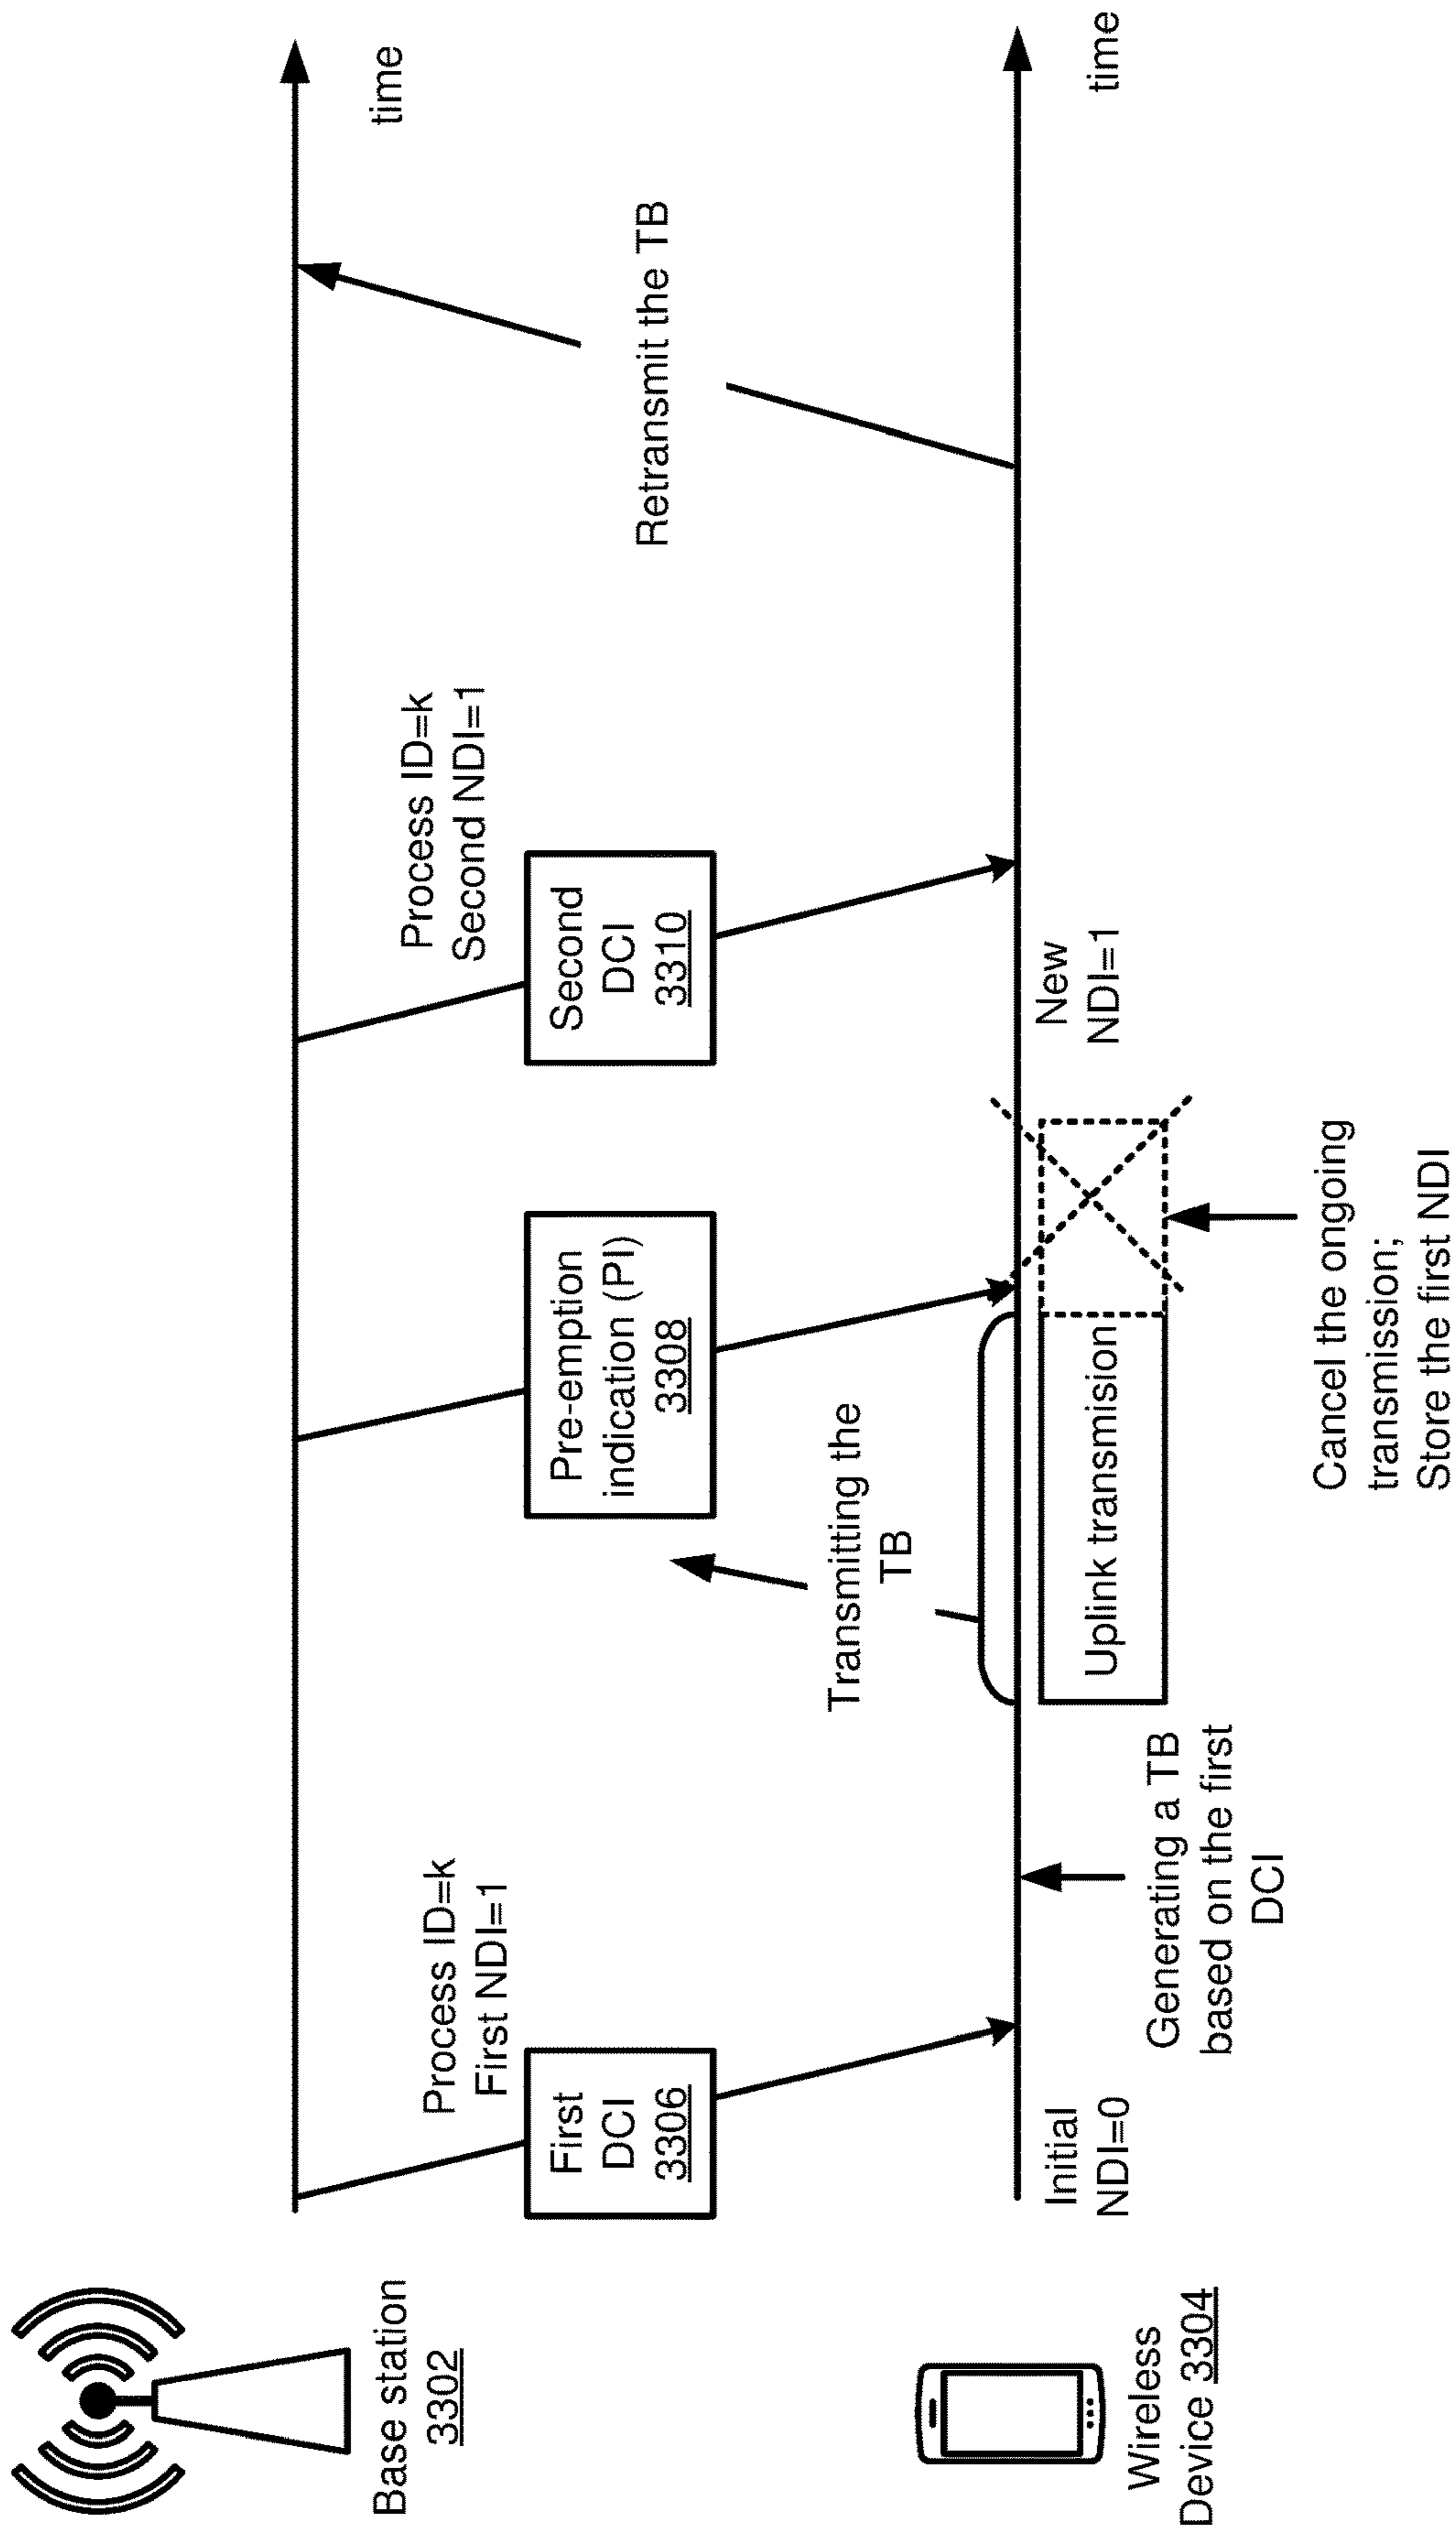 Base station
3302
time
Process ID=k
First NDI=1
First
DCI
3306
Pre-emption
indication (PI)
3308
Process ID=k
Second NDI=1
Second
DCI
3310
Transmitting the
TB
Retransmit the TB
Wireless
Device 3304
time
Initial
NDI=0
Generating a TB
based on the first
DCI
Uplink transmision
New
NDI=1
Cancel the ongoing
transmission;
Store the first NDI